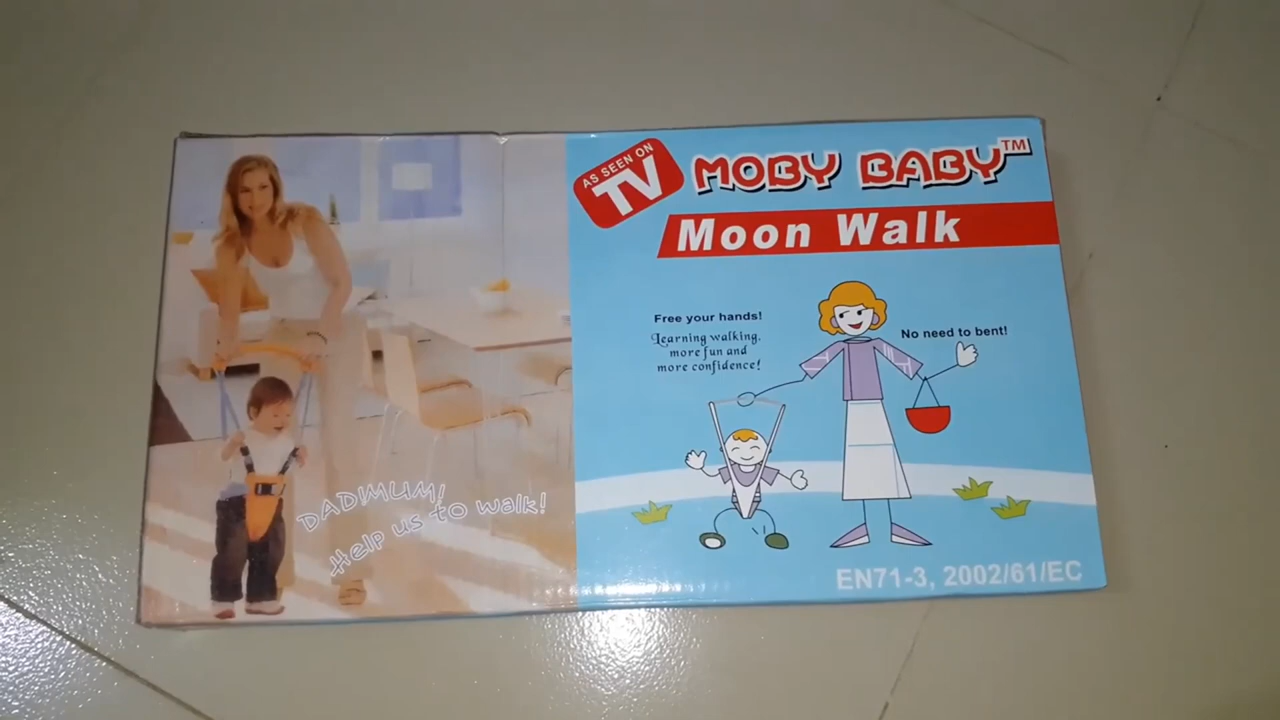 AS SEEN ON
TV
MOBY BABY™
Moon Walk
Free your hands!
Learning walking,
more fun and
more confidence!
No need to bent!
DADIMUM!
Help us to walk!
EN71-3, 2002/61/EC